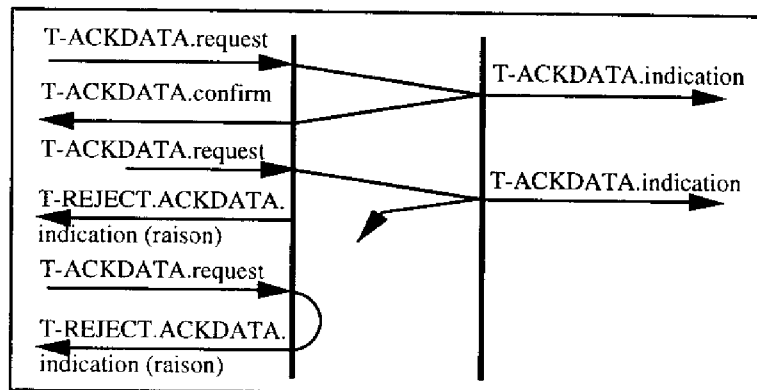 T-ACKDATA.request
T-ACKDATA.indication
T-ACKDATA.confirm
T-ACKDATA.request
T-ACKDATA.indication
T-REJECT.ACKDATA.
indication (raison)
T-ACKDATA.request
T-REJECT.ACKDATA.
indication (raison)